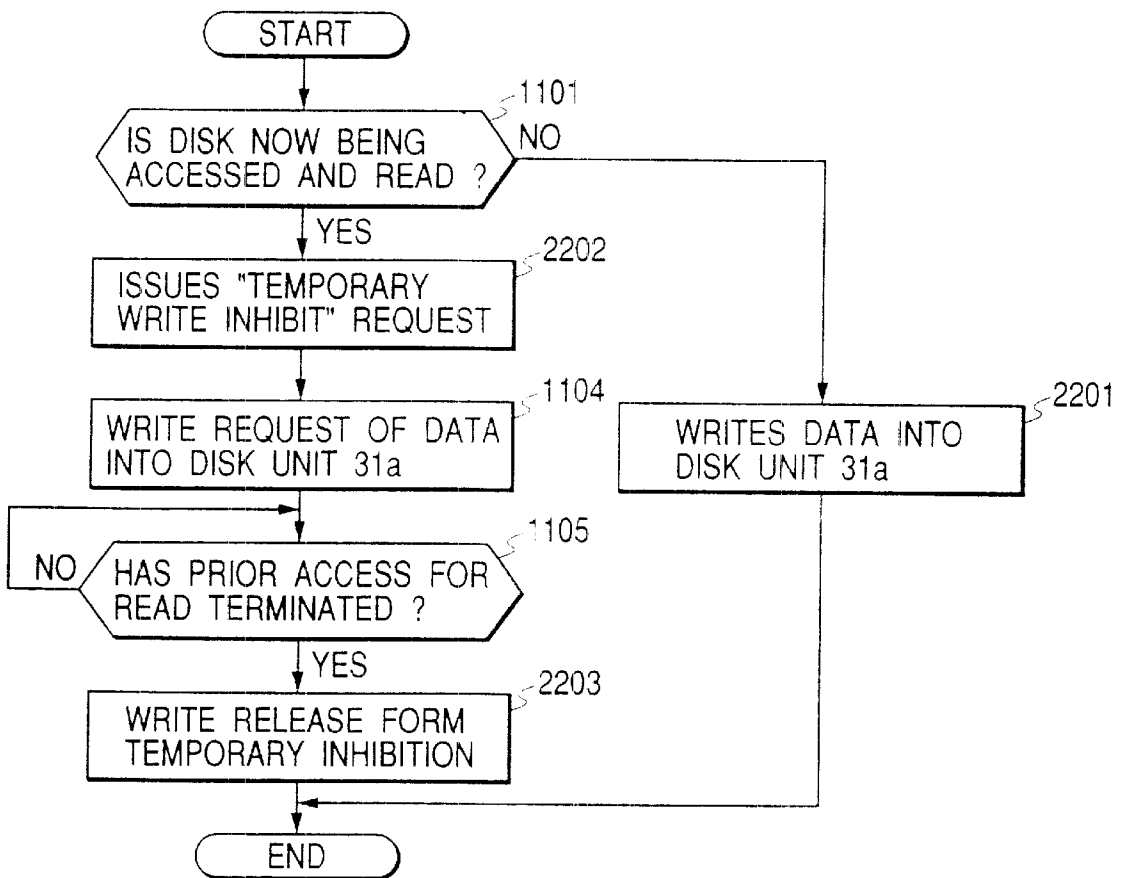 START
1101
IS DISK NOW BEING
ACCESSED AND READ ?
NO
YES
2202
ISSUES "TEMPORARY
WRITE INHIBIT" REQUEST
1104
WRITE REQUEST OF DATA
INTO DISK UNIT 31a
2201
WRITES DATA INTO
DISK UNIT 31a
1105
NO
HAS PRIOR ACCESS FOR
READ TERMINATED ?
YES
2203
WRITE RELEASE FORM
TEMPORARY INHIBITION
END